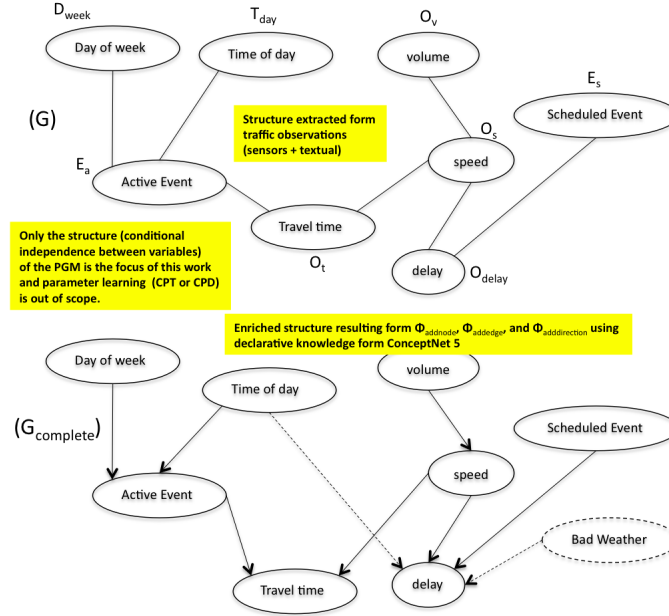 D_week
T_day
O_v
Day of week
Time of day
volume
E_s
(G)
Structure extracted form
traffic observations
(sensors + textual)
Scheduled Event
O_s
speed
E_a
Active Event
Travel time
O_t
Only the structure (conditional
independence between variables)
of the PGM is the focus of this work
and parameter learning (CPT or CPD)
is out of scope.
delay
O_delay
Enriched structure resulting form Φ_addnode, Φ_addedge, and Φ_adddirection using
declarative knowledge form ConceptNet 5
Day of week
Time of day
volume
(G_complete)
Scheduled Event
speed
Active Event
Bad Weather
Travel time
delay